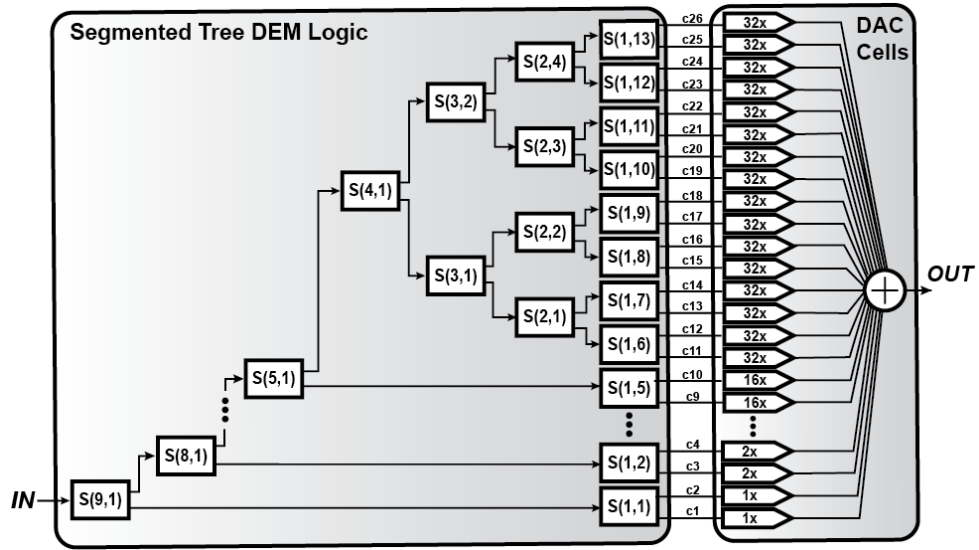 Segmented Tree DEM Logic
DAC
Cells
S(1,13)
S(1,12)
S(1,11)
S(1,10)
S(1,9)
S(1,8)
S(1,7)
S(1,6)
S(1,5)
S(1,2)
S(1,1)
S(2,4)
S(2,3)
S(2,2)
S(2,1)
S(3,2)
S(3,1)
S(4,1)
S(5,1)
S(8,1)
S(9,1)
IN
c26 32x
c25 32x
c24 32x
c23 32x
c22 32x
c21 32x
c20 32x
c19 32x
c18 32x
c17 32x
c16 32x
c15 32x
c14 32x
c13 32x
c12 32x
c11 32x
c10 16x
c9 16x
c4 2x
c3 2x
c2 1x
c1 1x
OUT